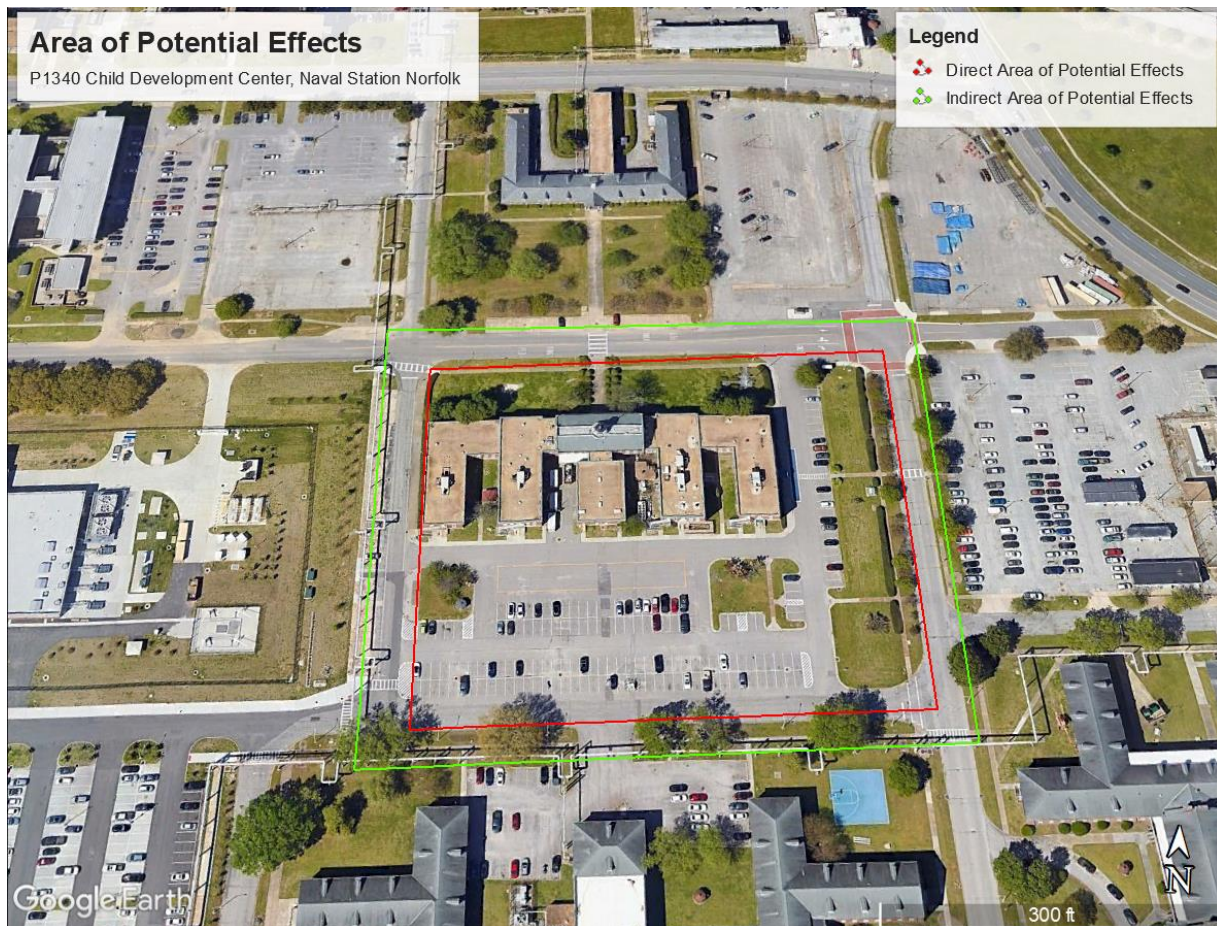 Area of Potential Effects
P1340 Child Development Center, Naval Station Norfolk
Legend
Direct Area of Potential Effects
Indirect Area of Potential Effects
Google Earth
300 ft
N